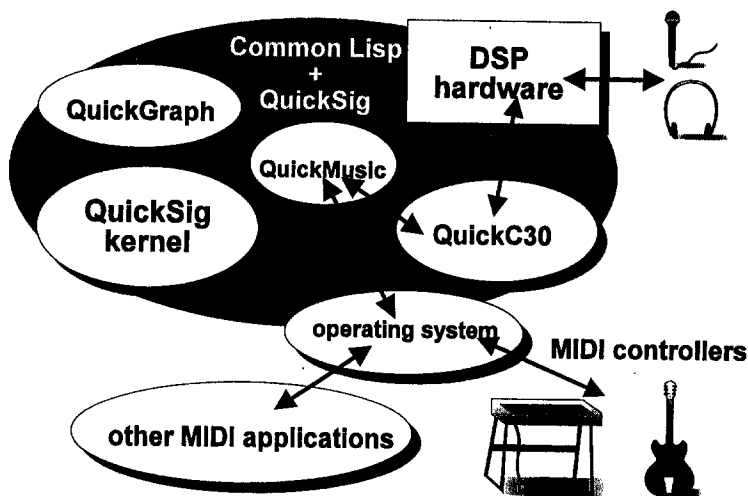 Common Lisp
+
QuickSig
DSP
hardware
QuickGraph
QuickMusic
QuickSig
kernel
QuickC30
operating system
MIDI controllers
other MIDI applications